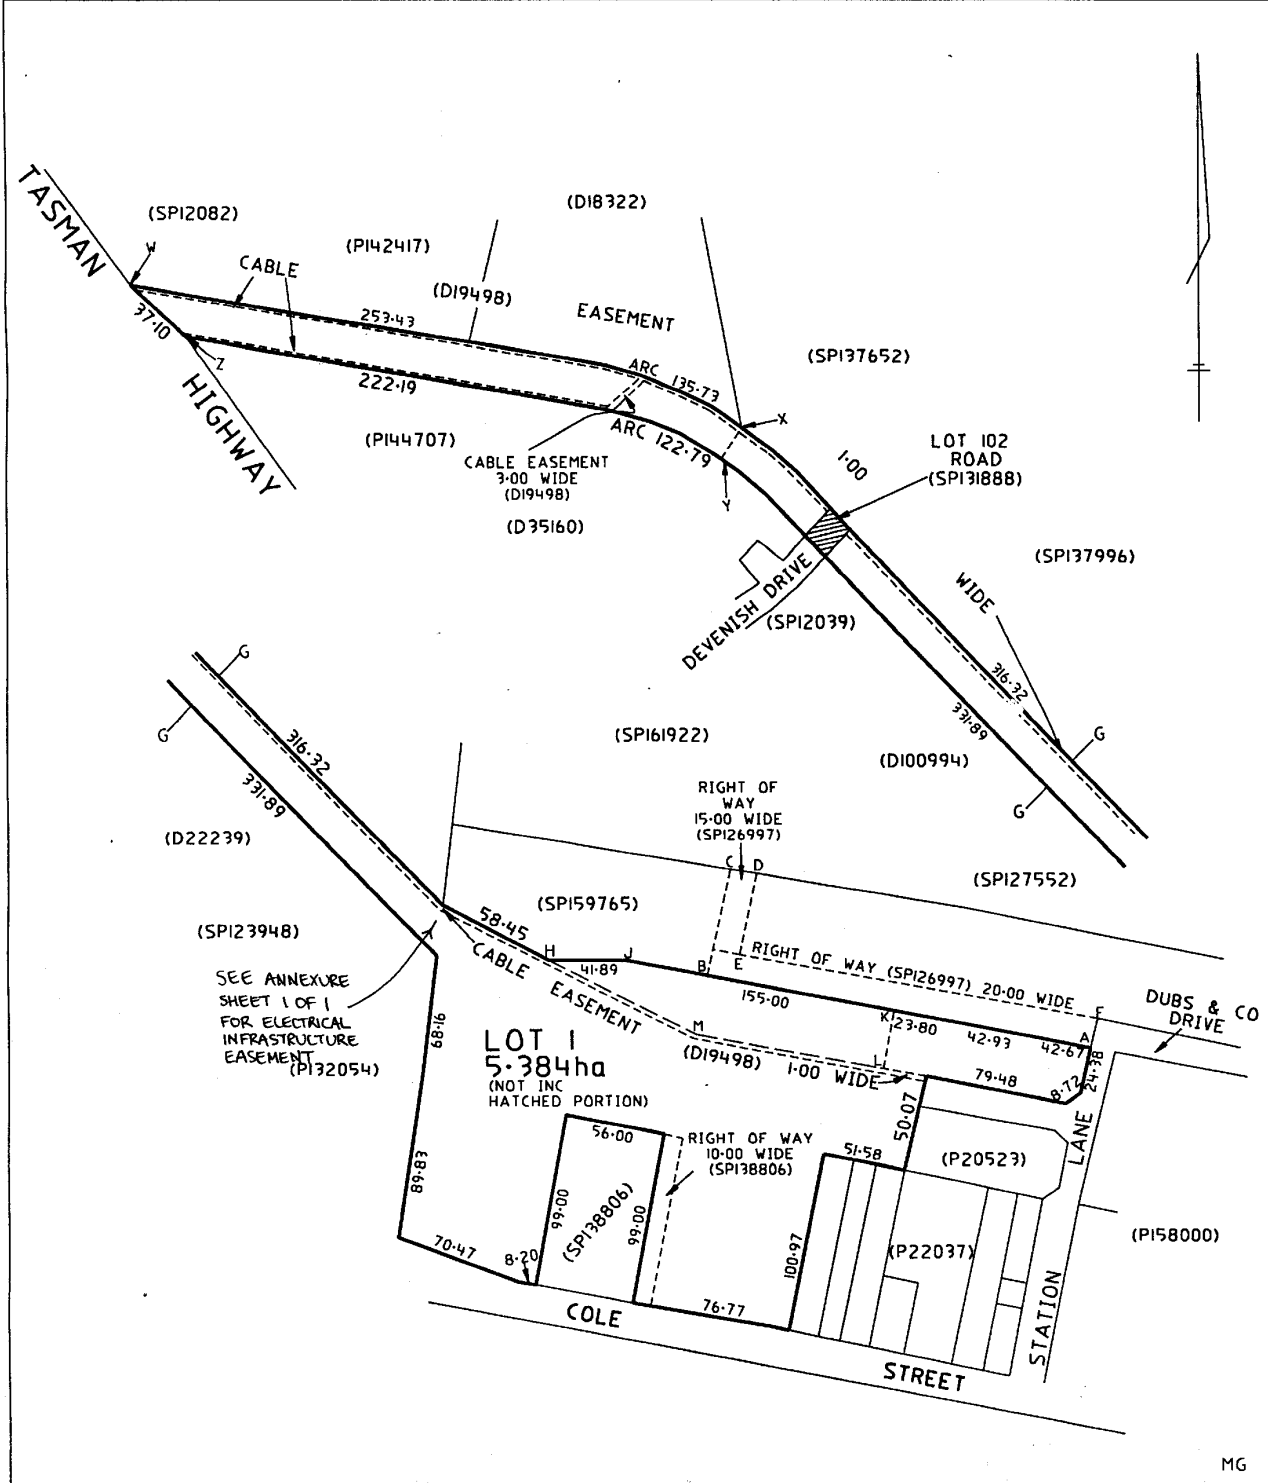 TASMAN
HIGHWAY
(SP12082)
W
CABLE
(P142417)
(D18322)
(D19498)
EASEMENT
253·43
37·10
Z
222·19
ARC 135·73
(SP137652)
X
ARC 122·79
(P144707)
CABLE EASEMENT
3·00 WIDE
(D19498)
(D35160)
Y
1·00
LOT 102
ROAD
(SP131888)
(SP137996)
WIDE
DEVENISH DRIVE
(SP12039)
316·32
331·89
G
G
(D100994)
G
G
316·32
331·89
(D22239)
(SP161922)
RIGHT OF
WAY
15·00 WIDE
(SP126997)
C D
(SP127552)
(SP159765)
(SP123948)
58·45
CABLE EASEMENT
H
J
41·89
B
E
RIGHT OF WAY (SP126997) 20·00 WIDE
F
DUBS & CO
DRIVE
155·00
K
23·80
42·93
42·67
A
SEE ANNEXURE
SHEET 1 OF 1
FOR ELECTRICAL
INFRASTRUCTURE
EASEMENT
(P132054)
68·16
M
(D19498)
1·00 WIDE
L
79·48
8·72
24·38
LOT 1
5·384ha
(NOT INC
HATCHED PORTION)
50·07
56·00
RIGHT OF WAY
10·00 WIDE
(SP138806)
51·58
(P20523)
LANE
89·83
99·00
(SP138806)
99·00
(P22037)
(P158000)
100·97
70·47
8·20
76·77
COLE
STREET
STATION
MG